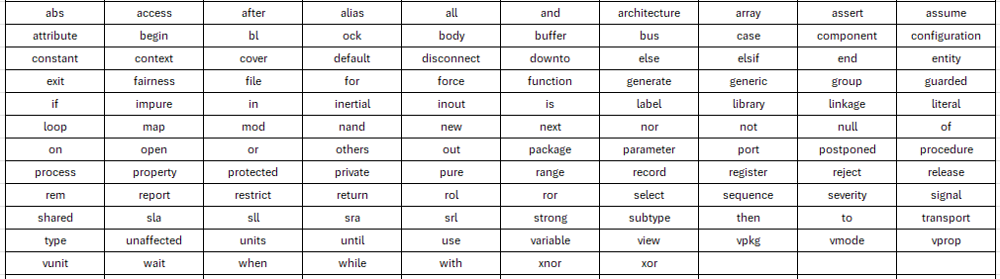 abs access after alias all and architecture array assert assume
attribute begin bl ock body buffer bus case component configuration
constant context cover default disconnect downto else elsif end entity
exit fairness file for force function generate generic group guarded
if impure in inertial inout is label library linkage literal
loop map mod nand new next nor not null of
on open or others out package parameter port postponed procedure
process property protected private pure range record register reject release
rem report restrict return rol ror select sequence severity signal
shared sla sll sra srl strong subtype then to transport
type unaffected units until use variable view vpkg vmode vprop
vunit wait when while with xnor xor